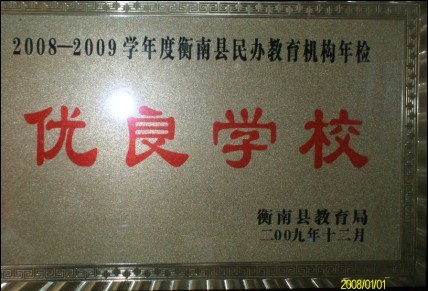 2008—2009学年度衡南县民办教育机构年检
优良学校
衡南县教育局
二00九年十二月
2008/01/01